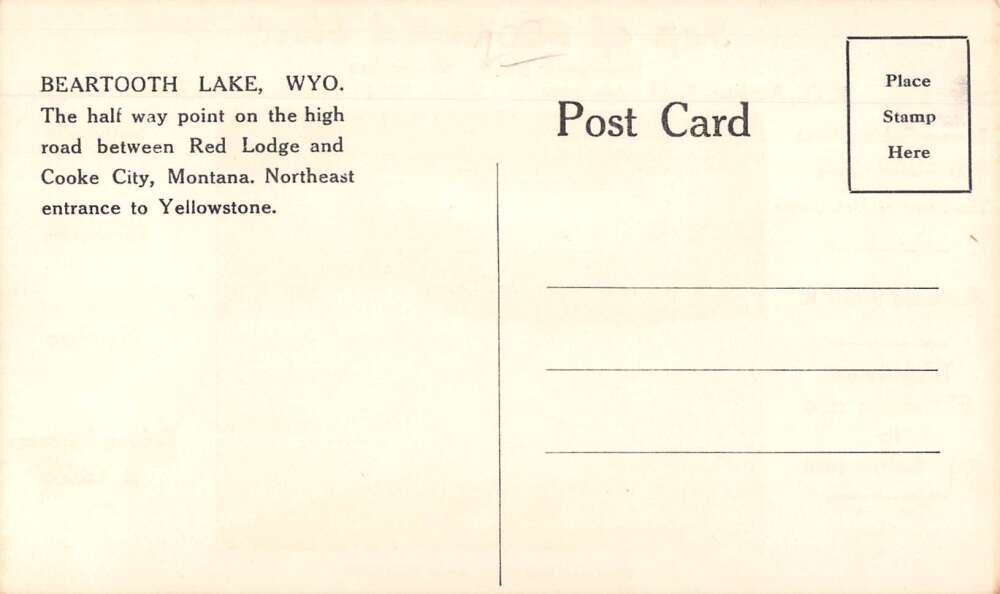 BEARTOOTH LAKE, WYO.
The half way point on the high
road between Red Lodge and
Cooke City, Montana. Northeast
entrance to Yellowstone.
Post Card
Place
Stamp
Here